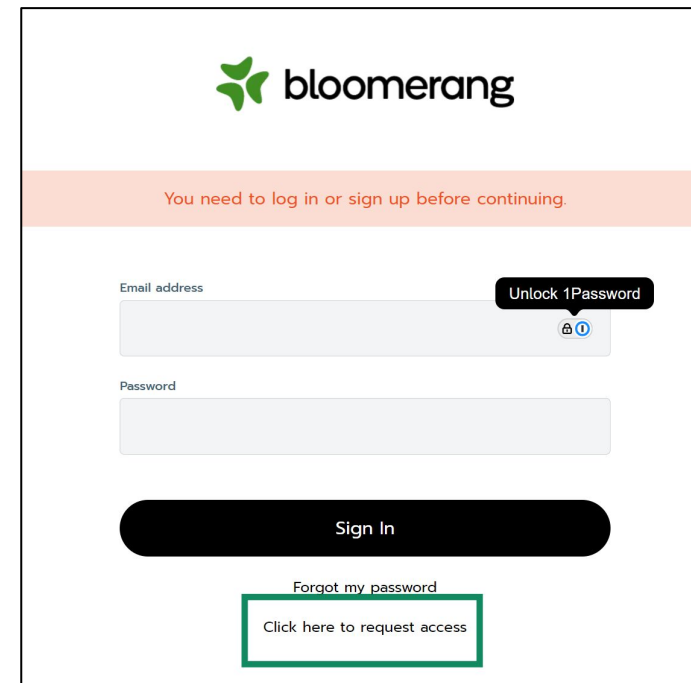 bloomerang
You need to log in or sign up before continuing.
Email address
Unlock 1Password
Password
Sign In
Forgot my password
Click here to request access